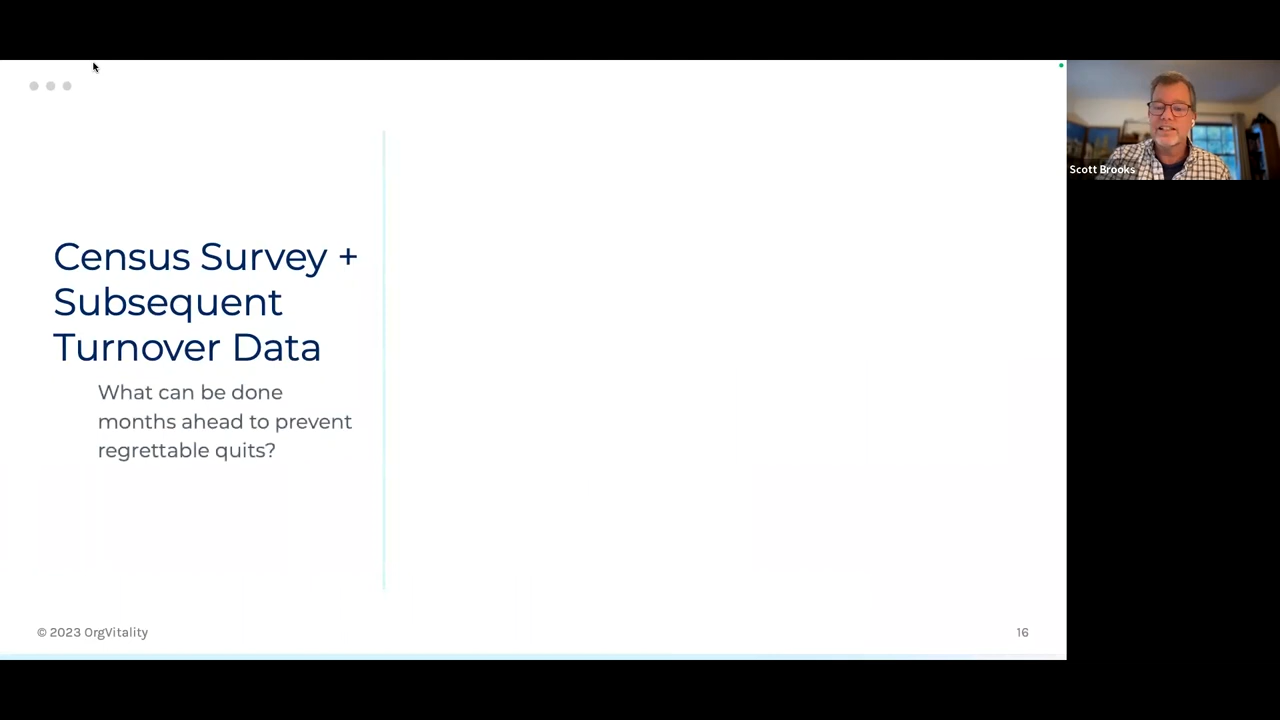 Census Survey +
Subsequent
Turnover Data
What can be done
months ahead to prevent
regrettable quits?
© 2023 OrgVitality
16
Scott Brooks